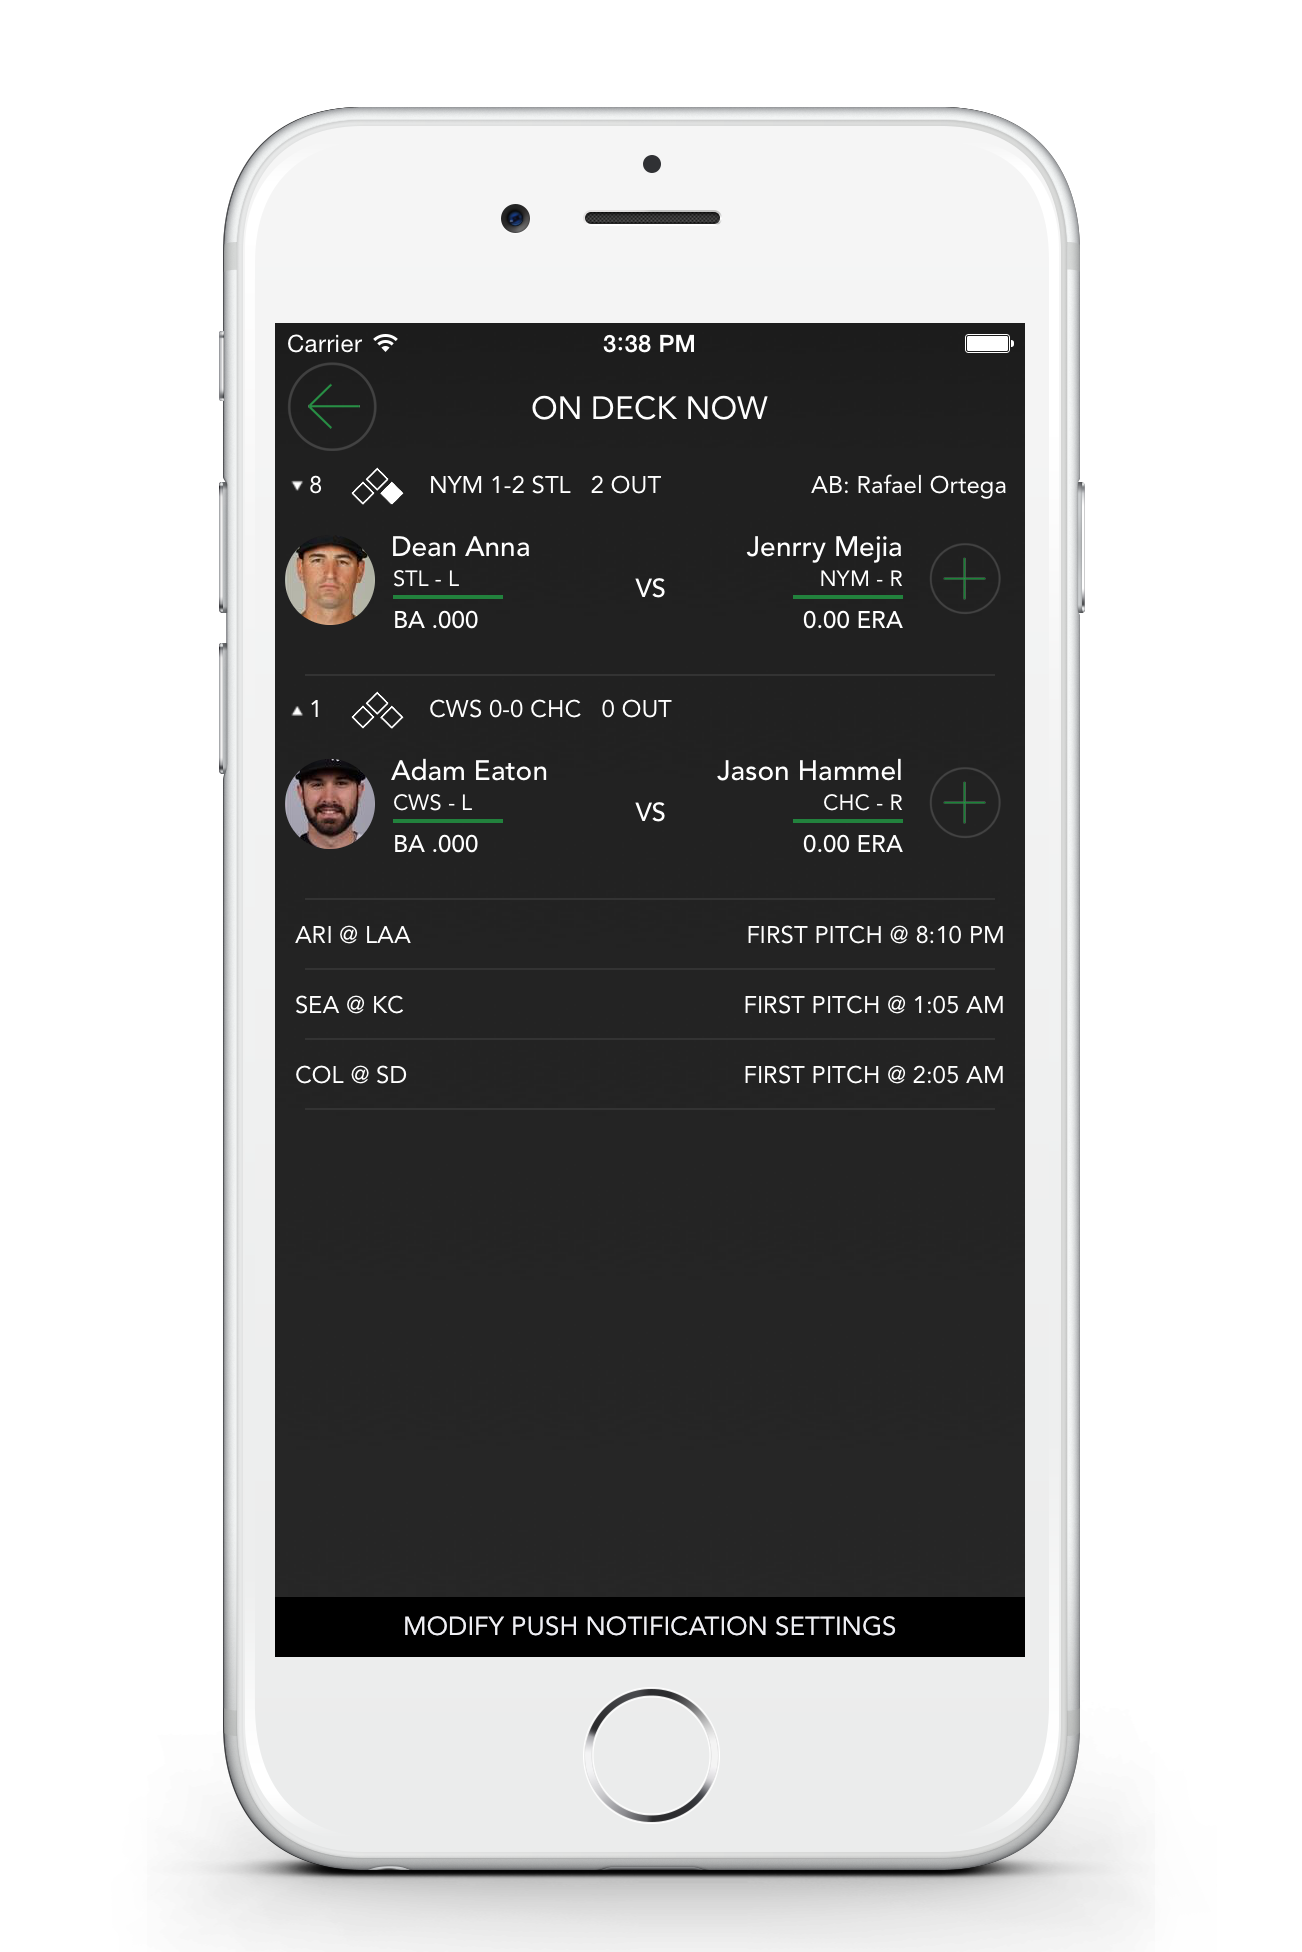 Carrier 3:38 PM
ON DECK NOW
▼ 8 NYM 1-2 STL 2 OUT AB: Rafael Ortega
Dean Anna Jenrry Mejia
STL - L VS NYM - R
BA .000 0.00 ERA
▲ 1 CWS 0-0 CHC 0 OUT
Adam Eaton Jason Hammel
CWS - L VS CHC - R
BA .000 0.00 ERA
ARI @ LAA FIRST PITCH @ 8:10 PM
SEA @ KC FIRST PITCH @ 1:05 AM
COL @ SD FIRST PITCH @ 2:05 AM
MODIFY PUSH NOTIFICATION SETTINGS